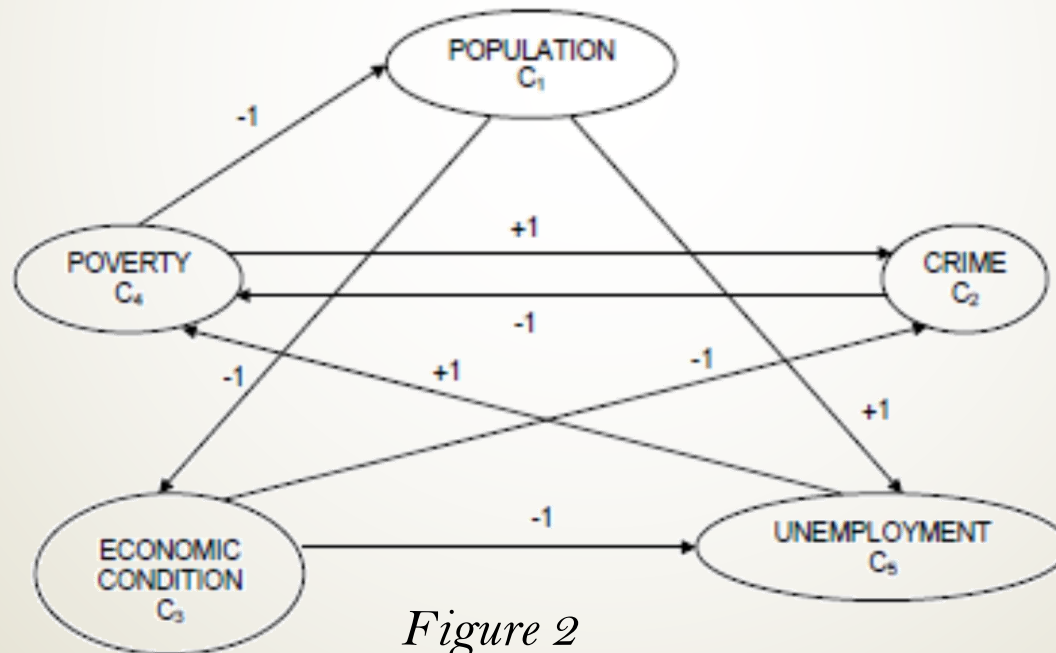 POPULATION
C₁
-1
+1
POVERTY
C₄
CRIME
C₂
-1
-1
+1
-1
+1
-1
ECONOMIC
CONDITION
C₃
UNEMPLOYMENT
C₅
Figure 2